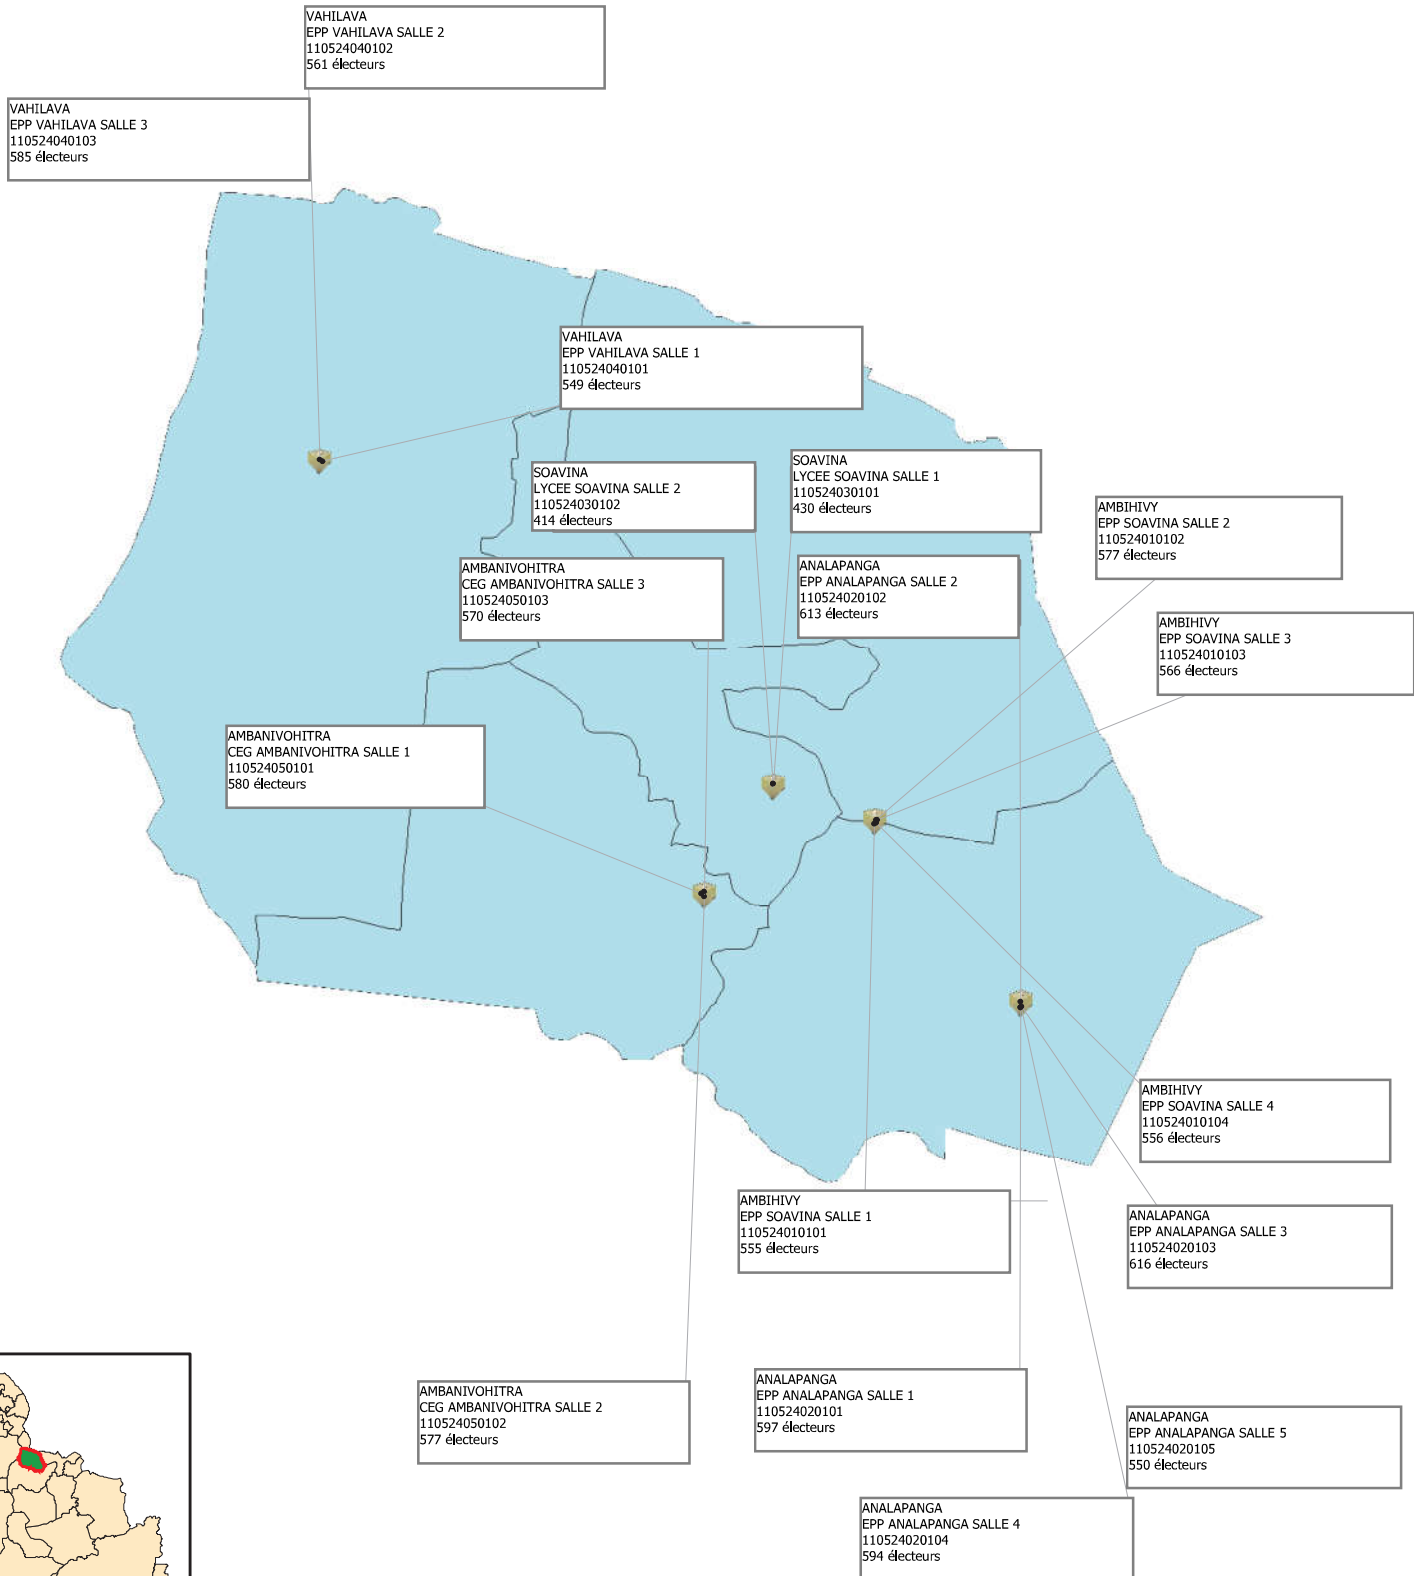 VAHILAVA
EPP VAHILAVA SALLE 2
110524040102
561 électeurs
VAHILAVA
EPP VAHILAVA SALLE 3
110524040103
585 électeurs
VAHILAVA
EPP VAHILAVA SALLE 1
110524040101
549 électeurs
SOAVINA
LYCEE SOAVINA SALLE 2
110524030102
414 électeurs
SOAVINA
LYCEE SOAVINA SALLE 1
110524030101
430 électeurs
AMBIHIVY
EPP SOAVINA SALLE 2
110524010102
577 électeurs
AMBANIVOHITRA
CEG AMBANIVOHITRA SALLE 3
110524050103
570 électeurs
ANALAPANGA
EPP ANALAPANGA SALLE 2
110524020102
613 électeurs
AMBIHIVY
EPP SOAVINA SALLE 3
110524010103
566 électeurs
AMBANIVOHITRA
CEG AMBANIVOHITRA SALLE 1
110524050101
580 électeurs
AMBIHIVY
EPP SOAVINA SALLE 4
110524010104
556 électeurs
AMBIHIVY
EPP SOAVINA SALLE 1
110524010101
555 électeurs
ANALAPANGA
EPP ANALAPANGA SALLE 3
110524020103
616 électeurs
AMBANIVOHITRA
CEG AMBANIVOHITRA SALLE 2
110524050102
577 électeurs
ANALAPANGA
EPP ANALAPANGA SALLE 1
110524020101
597 électeurs
ANALAPANGA
EPP ANALAPANGA SALLE 5
110524020105
550 électeurs
ANALAPANGA
EPP ANALAPANGA SALLE 4
110524020104
594 électeurs